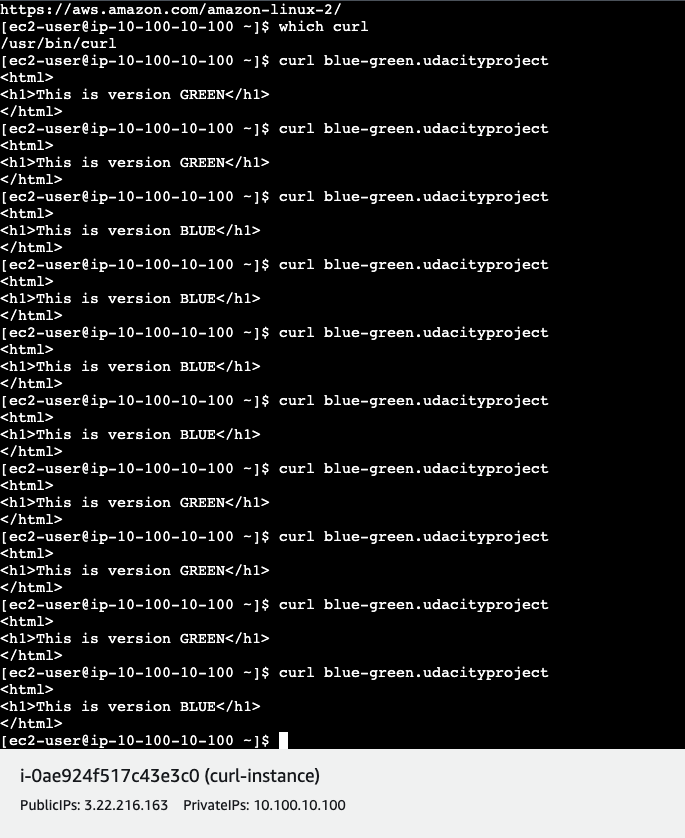 https://aws.amazon.com/amazon-linux-2/
[ec2-user@ip-10-100-10-100 ~]$ which curl
/usr/bin/curl
[ec2-user@ip-10-100-10-100 ~]$ curl blue-green.udacityproject
<html>
<h1>This is version GREEN</h1>
</html>
[ec2-user@ip-10-100-10-100 ~]$ curl blue-green.udacityproject
<html>
<h1>This is version GREEN</h1>
</html>
[ec2-user@ip-10-100-10-100 ~]$ curl blue-green.udacityproject
<html>
<h1>This is version BLUE</h1>
</html>
[ec2-user@ip-10-100-10-100 ~]$ curl blue-green.udacityproject
<html>
<h1>This is version BLUE</h1>
</html>
[ec2-user@ip-10-100-10-100 ~]$ curl blue-green.udacityproject
<html>
<h1>This is version BLUE</h1>
</html>
[ec2-user@ip-10-100-10-100 ~]$ curl blue-green.udacityproject
<html>
<h1>This is version BLUE</h1>
</html>
[ec2-user@ip-10-100-10-100 ~]$ curl blue-green.udacityproject
<html>
<h1>This is version GREEN</h1>
</html>
[ec2-user@ip-10-100-10-100 ~]$ curl blue-green.udacityproject
<html>
<h1>This is version GREEN</h1>
</html>
[ec2-user@ip-10-100-10-100 ~]$ curl blue-green.udacityproject
<html>
<h1>This is version GREEN</h1>
</html>
[ec2-user@ip-10-100-10-100 ~]$ curl blue-green.udacityproject
<html>
<h1>This is version BLUE</h1>
</html>
[ec2-user@ip-10-100-10-100 ~]$
i-0ae924f517c43e3c0 (curl-instance)
PublicIPs: 3.22.216.163 PrivateIPs: 10.100.10.100